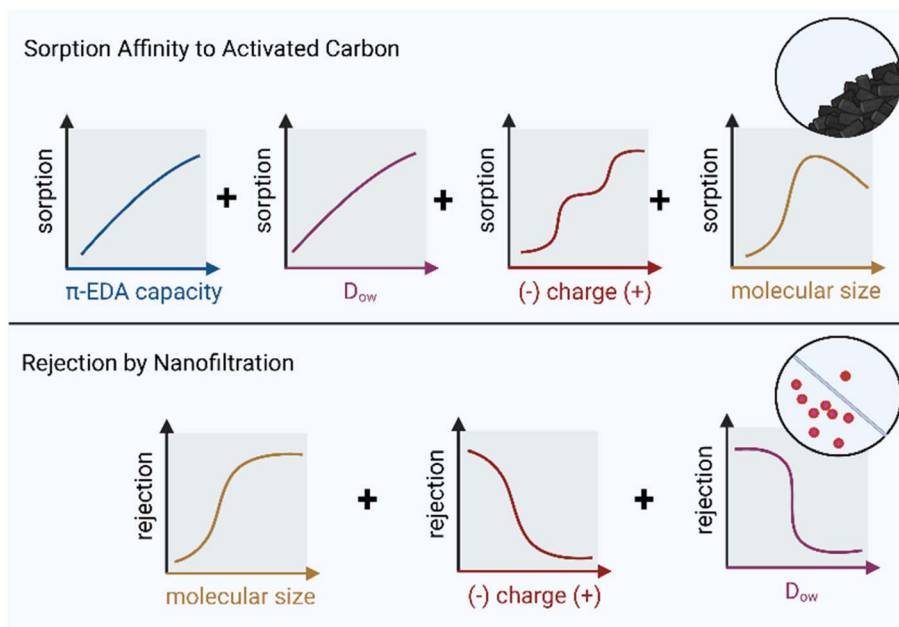 Sorption Affinity to Activated Carbon
sorption
π-EDA capacity
+
sorption
Dow
+
sorption
(-) charge (+)
+
sorption
molecular size
Rejection by Nanofiltration
rejection
molecular size
+
rejection
(-) charge (+)
+
rejection
Dow